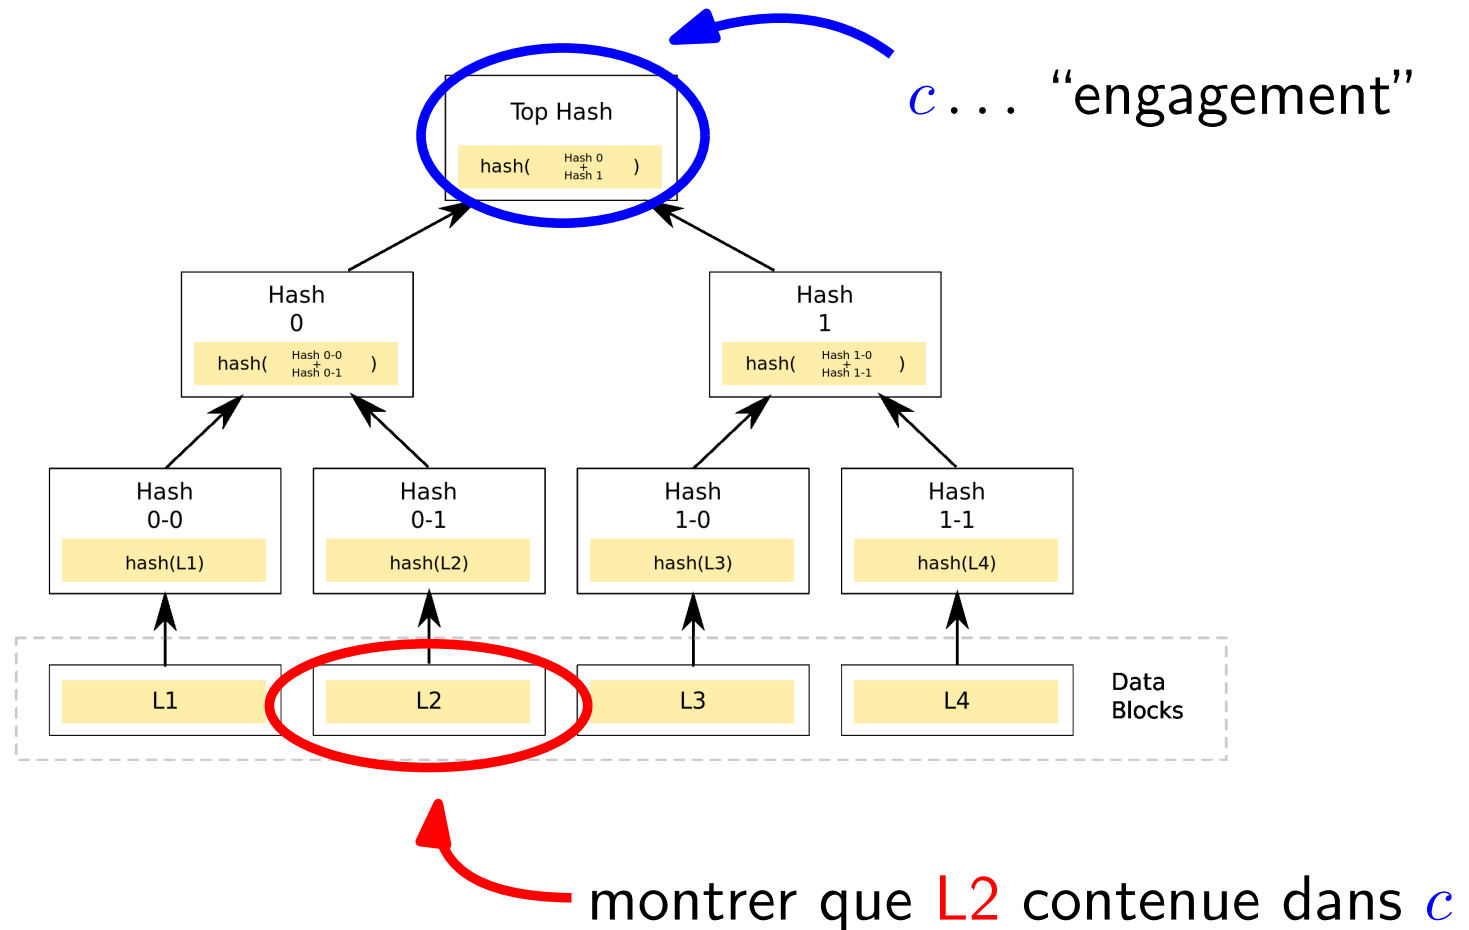 c... “engagement”
Top Hash
hash( Hash 0 + Hash 1 )
Hash
0
hash( Hash 0-0 + Hash 0-1 )
Hash
1
hash( Hash 1-0 + Hash 1-1 )
Hash
0-0
hash(L1)
Hash
0-1
hash(L2)
Hash
1-0
hash(L3)
Hash
1-1
hash(L4)
L1
L2
L3
L4
Data
Blocks
montrer que L2 contenue dans c